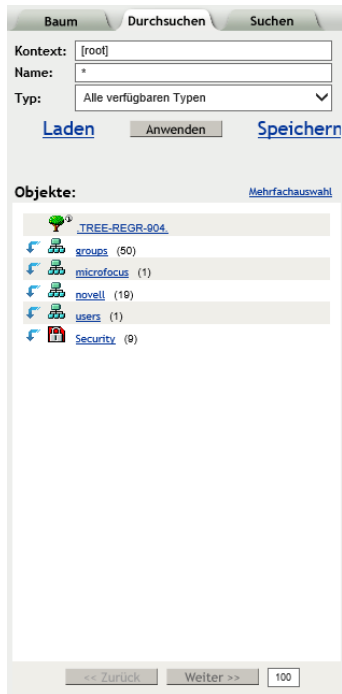 Baum Durchsuchen Suchen
Kontext: [root]
Name: *
Typ: Alle verfügbaren Typen
Laden Anwenden Speichern
Objekte: Mehrfachauswahl
.TREE-REGR-904.
groups (50)
microfocus (1)
novell (19)
users (1)
Security (9)
<< Zurück Weiter >> 100